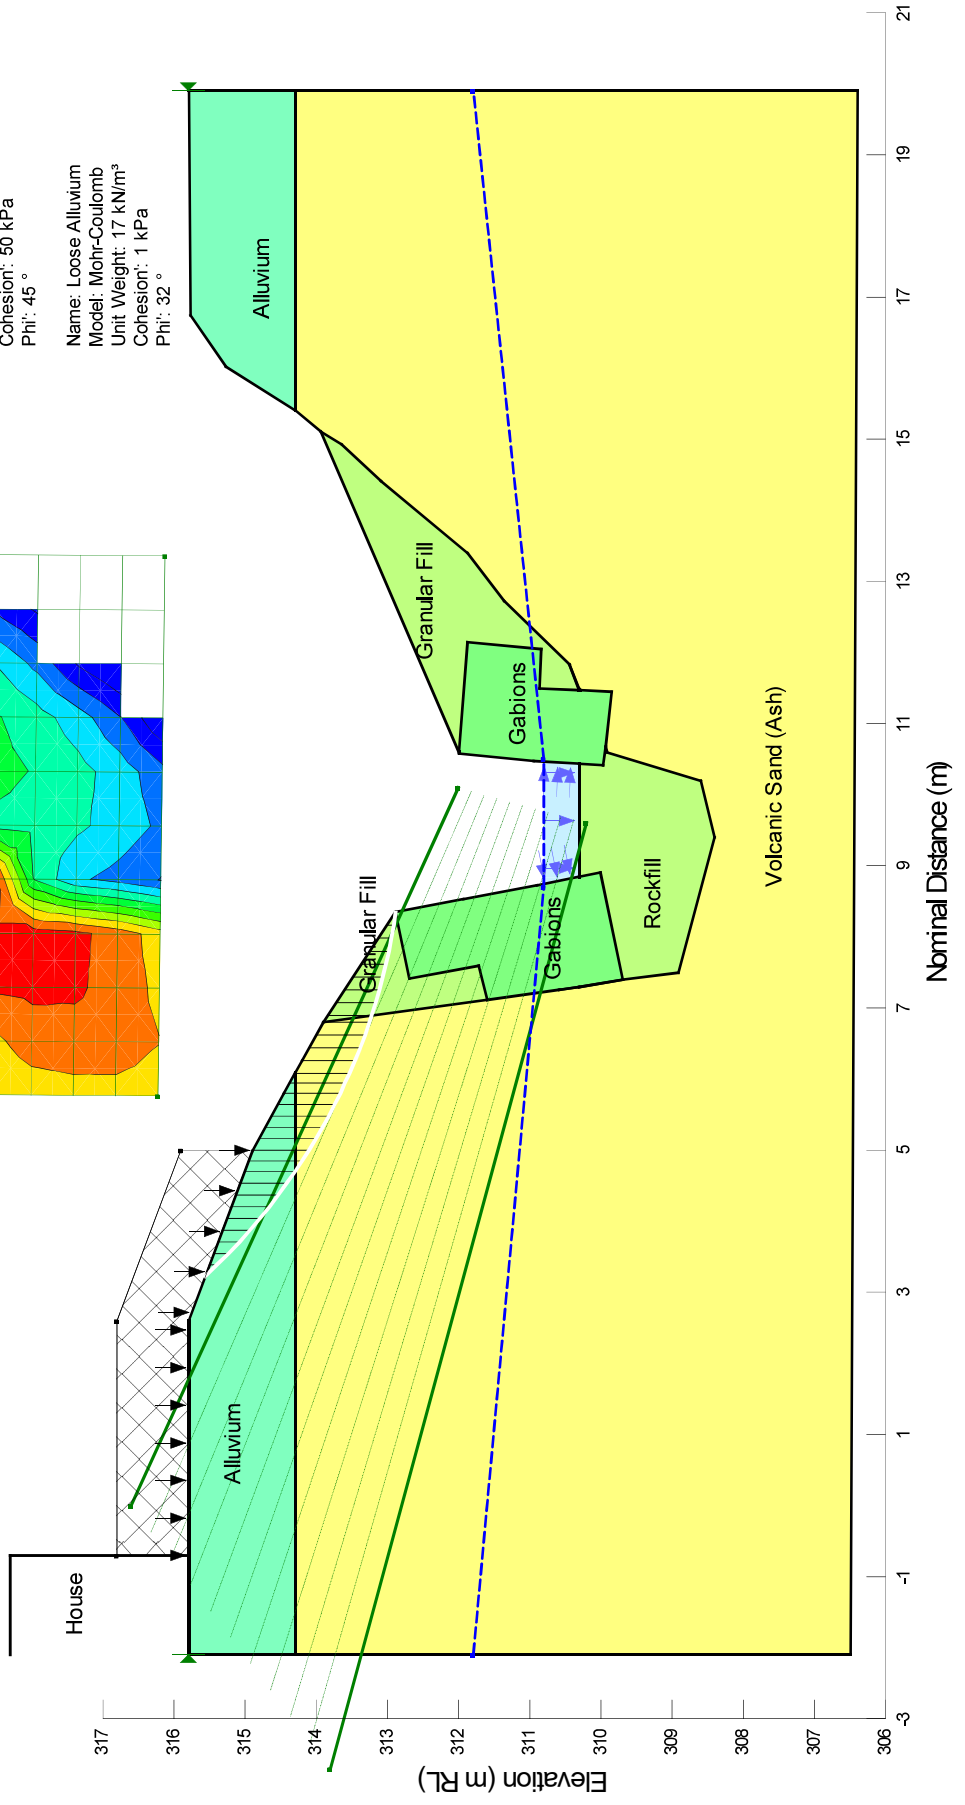 Cohesion': 50 kPa
Phi': 45 °
Name: Loose Alluvium
Model: Mohr-Coulomb
Unit Weight: 17 kN/m³
Cohesion': 1 kPa
Phi': 32 °
House
Alluvium
Alluvium
Granular Fill
Granular Fill
Gabions
Gabions
Rockfill
Volcanic Sand (Ash)
Elevation (m RL)
317
316
315
314
313
312
311
310
309
308
307
306
-3
-1
1
3
5
7
9
11
13
15
17
19
21
Nominal Distance (m)